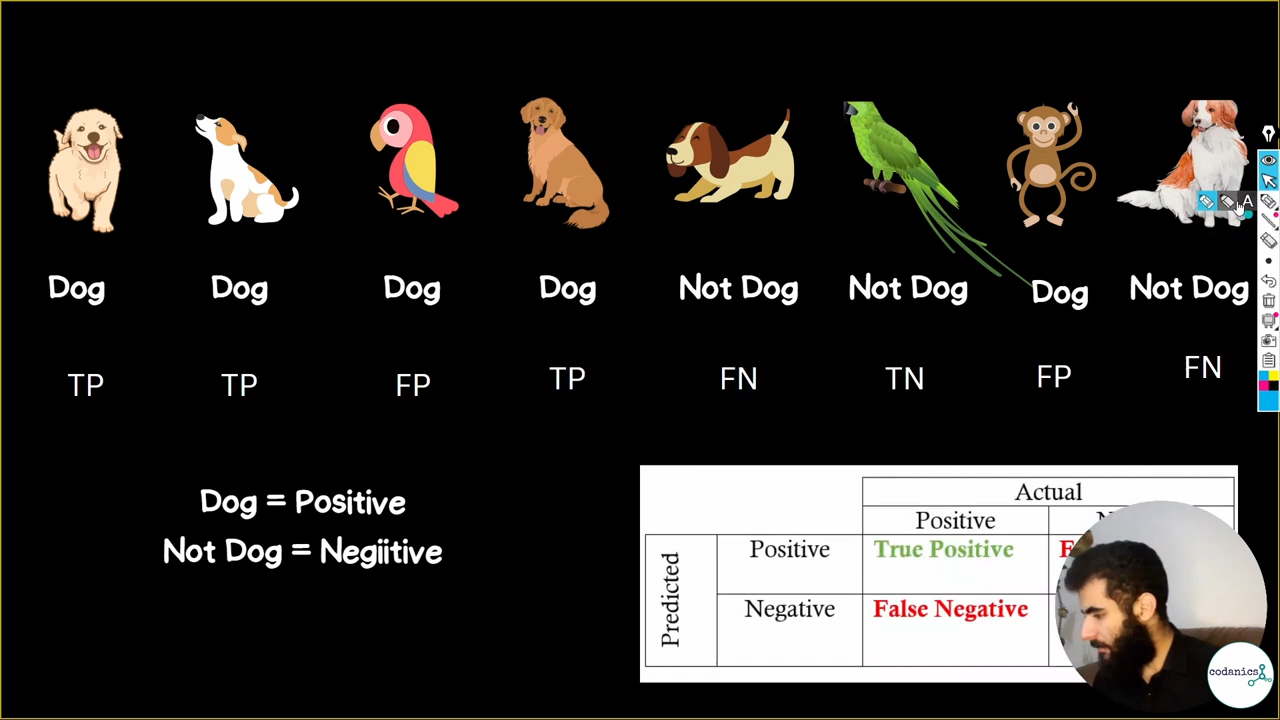 Dog Dog Dog Dog Not Dog Not Dog Dog Not Dog
TP TP FP TP FN TN FP FN
Dog = Positive
Not Dog = Negiitive
Actual
Positive
Predicted
Positive True Positive
Negative False Negative
codanics
A